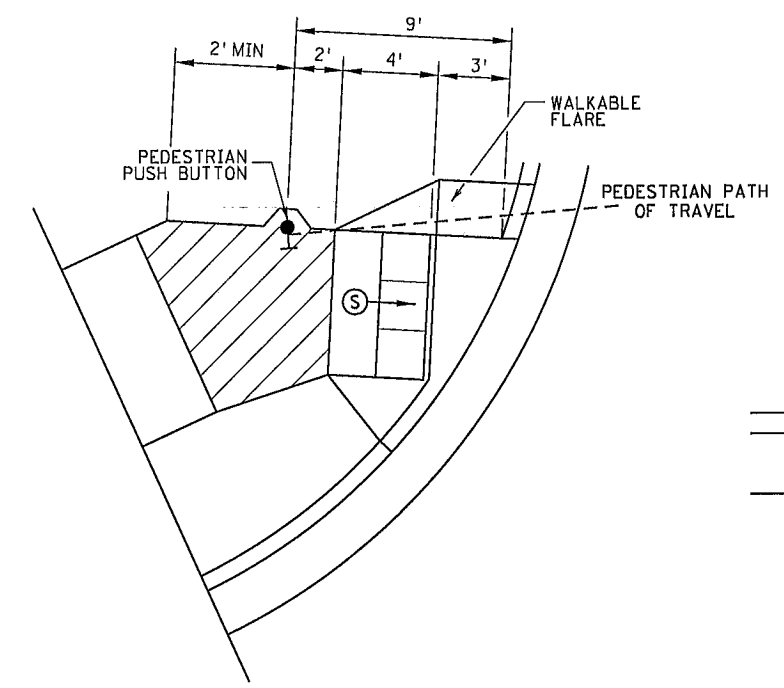 9'
2' MIN
2'
4'
3'
WALKABLE
FLARE
PEDESTRIAN
PUSH BUTTON
PEDESTRIAN PATH
OF TRAVEL
S